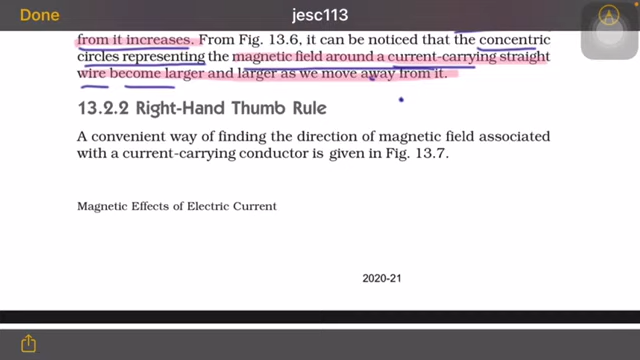 Done
jesc113
from it increases. From Fig. 13.6, it can be noticed that the concentric
circles representing the magnetic field around a current-carrying straight
wire become larger and larger as we move away from it.
13.2.2 Right-Hand Thumb Rule
A convenient way of finding the direction of magnetic field associated
with a current-carrying conductor is given in Fig. 13.7.
Magnetic Effects of Electric Current
2020-21